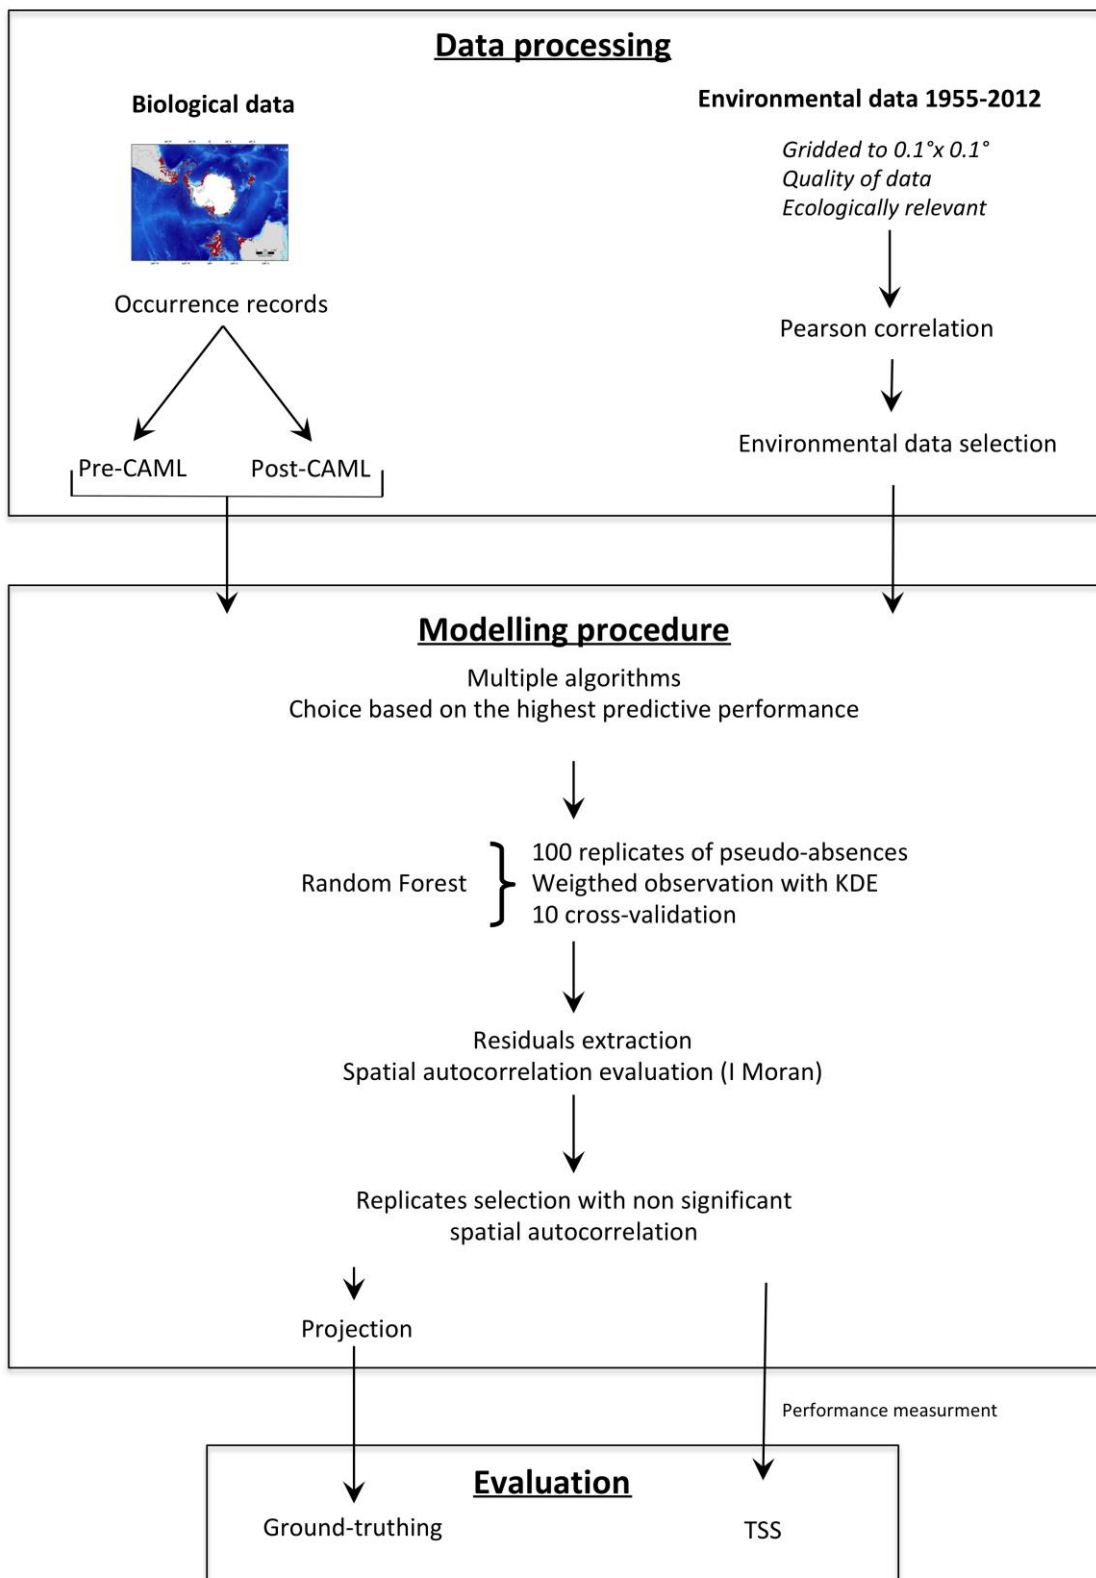 Data processing
Biological data
Environmental data 1955-2012
Gridded to 0.1°x 0.1°
Quality of data
Ecologically relevant
Occurrence records
Pearson correlation
Environmental data selection
Pre-CAML
Post-CAML
Modelling procedure
Multiple algorithms
Choice based on the highest predictive performance
Random Forest
100 replicates of pseudo-absences
Weigthed observation with KDE
10 cross-validation
Residuals extraction
Spatial autocorrelation evaluation (I Moran)
Replicates selection with non significant
spatial autocorrelation
Projection
Performance measurment
Evaluation
Ground-truthing
TSS